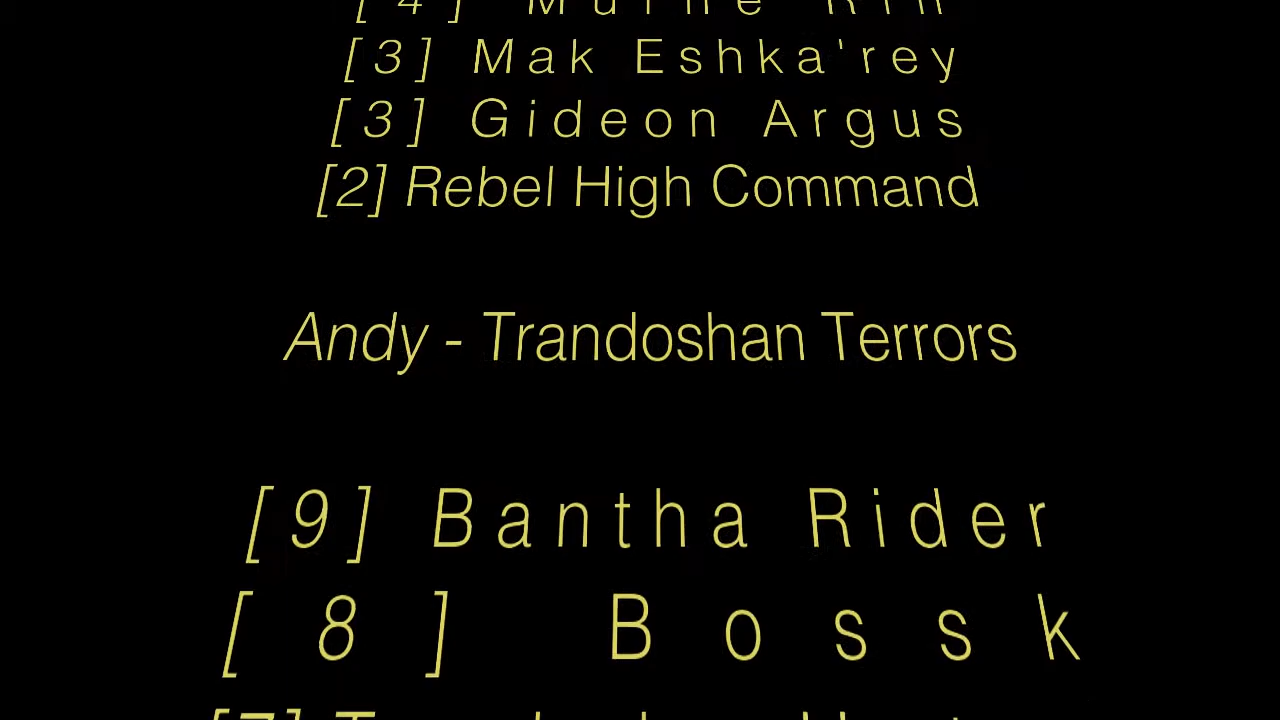 [3] Mak Eshka'rey
[3] Gideon Argus
[2] Rebel High Command
Andy - Trandoshan Terrors
[9] Bantha Rider
[8] Bossk